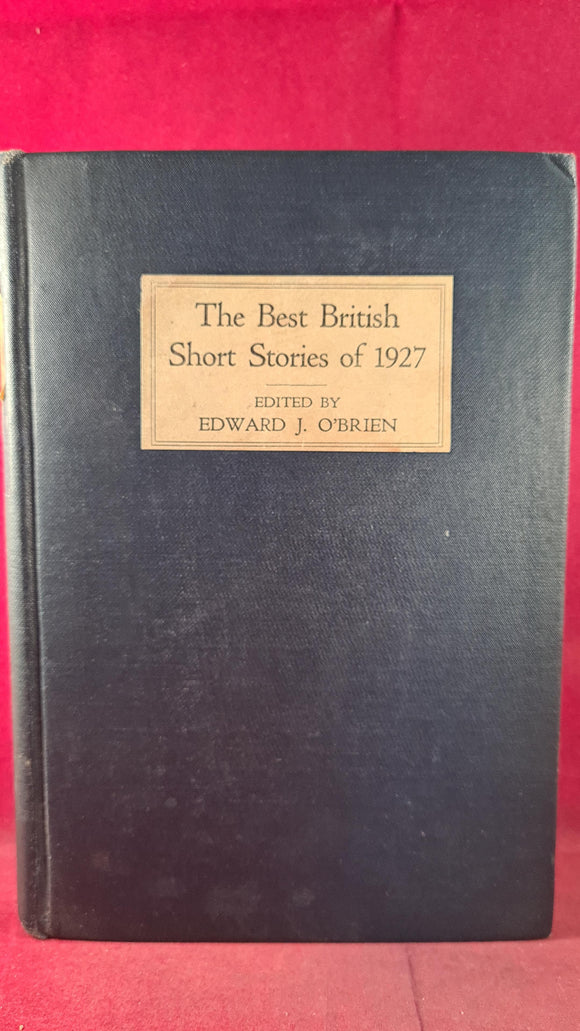 The Best British
Short Stories of 1927
EDITED BY
EDWARD J. O'BRIEN